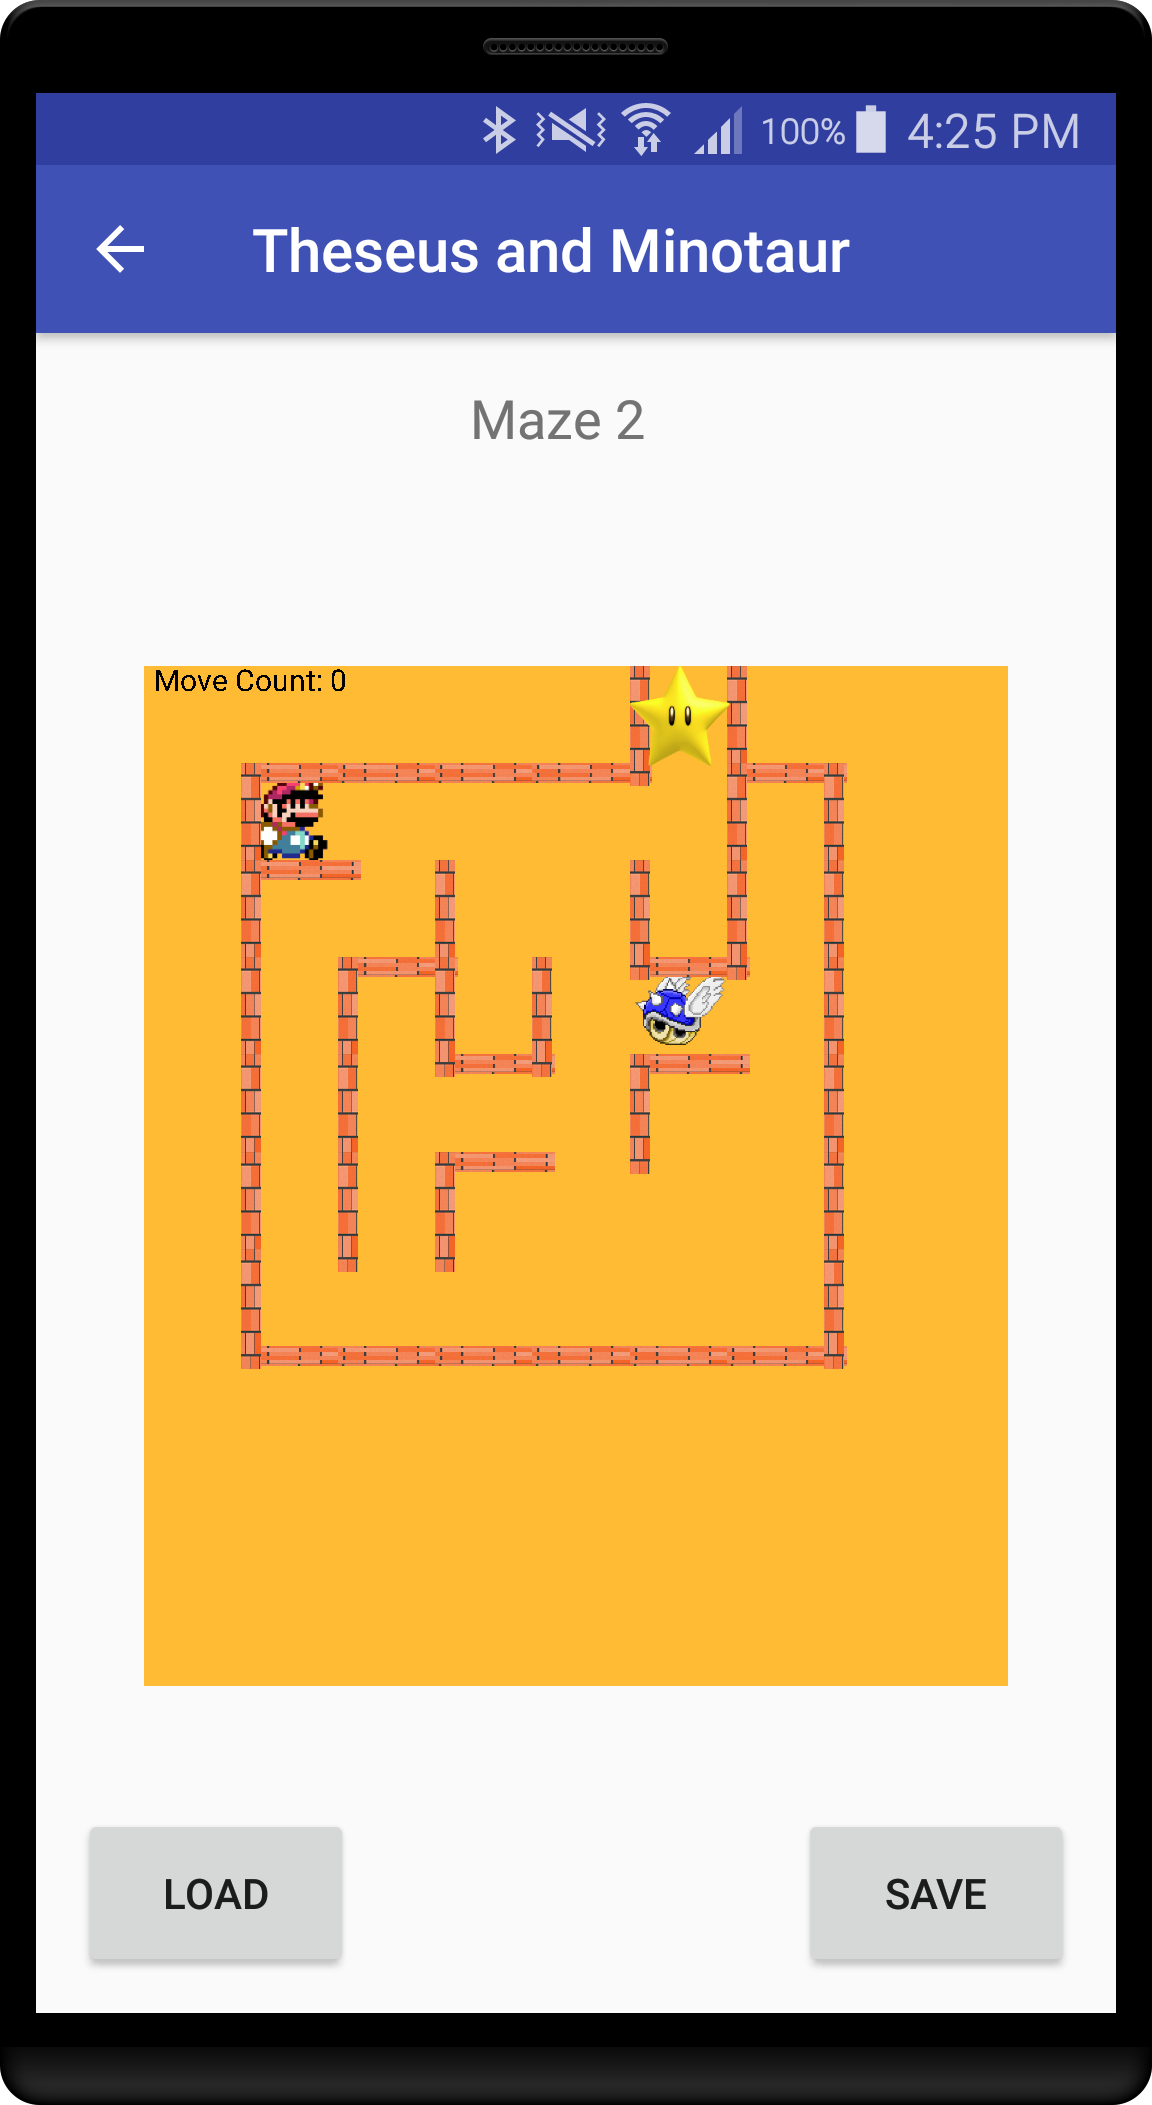 100% 4:25 PM
Theseus and Minotaur
Maze 2
Move Count: 0
LOAD
SAVE